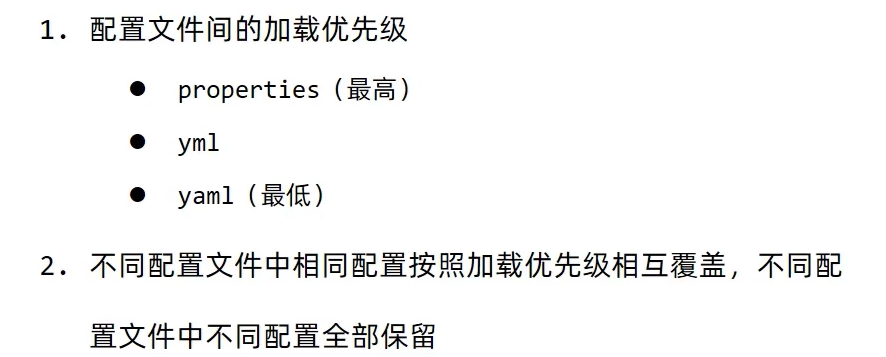 1. 配置文件间的加载优先级
● properties（最高）
● yml
● yaml（最低）
2. 不同配置文件中相同配置按照加载优先级相互覆盖，不同配
置文件中不同配置全部保留